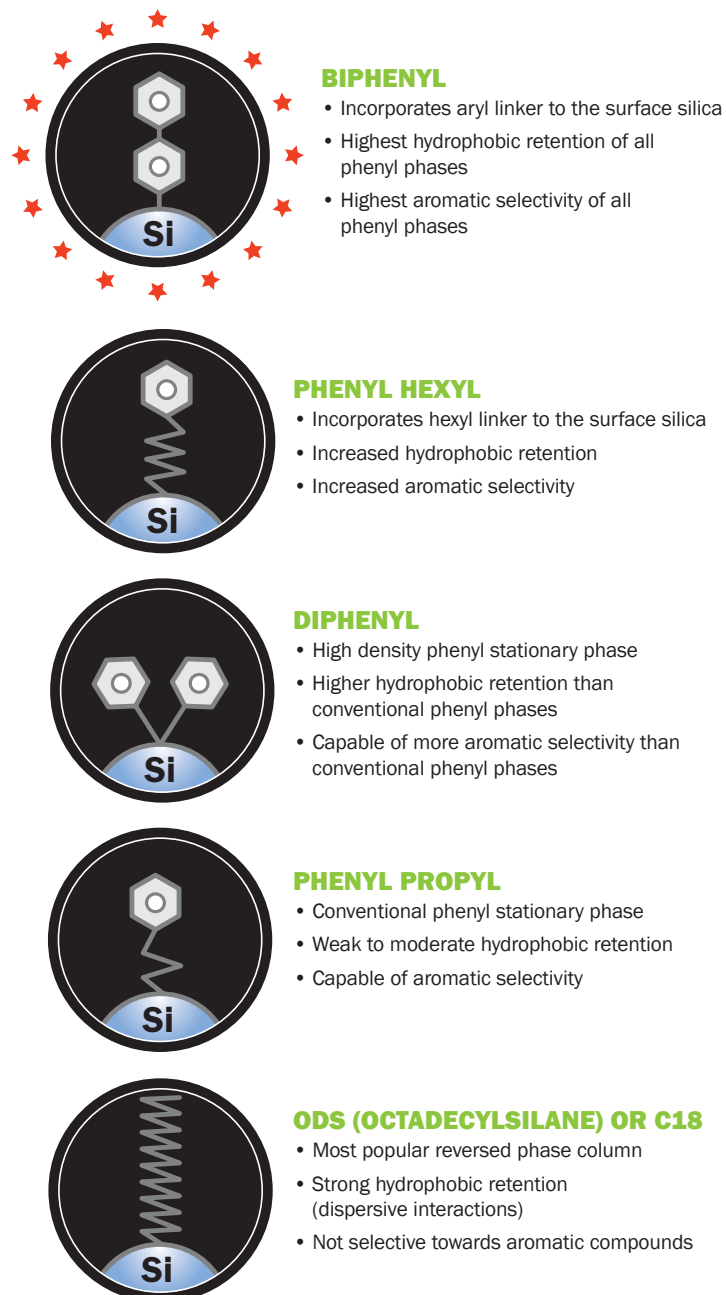 BIPHENYL
• Incorporates aryl linker to the surface silica
• Highest hydrophobic retention of all
phenyl phases
• Highest aromatic selectivity of all
phenyl phases
Si
PHENYL HEXYL
• Incorporates hexyl linker to the surface silica
• Increased hydrophobic retention
• Increased aromatic selectivity
Si
DIPHENYL
• High density phenyl stationary phase
• Higher hydrophobic retention than
conventional phenyl phases
• Capable of more aromatic selectivity than
conventional phenyl phases
Si
PHENYL PROPYL
• Conventional phenyl stationary phase
• Weak to moderate hydrophobic retention
• Capable of aromatic selectivity
Si
ODS (OCTADECYLSILANE) OR C18
• Most popular reversed phase column
• Strong hydrophobic retention
(dispersive interactions)
• Not selective towards aromatic compounds
Si